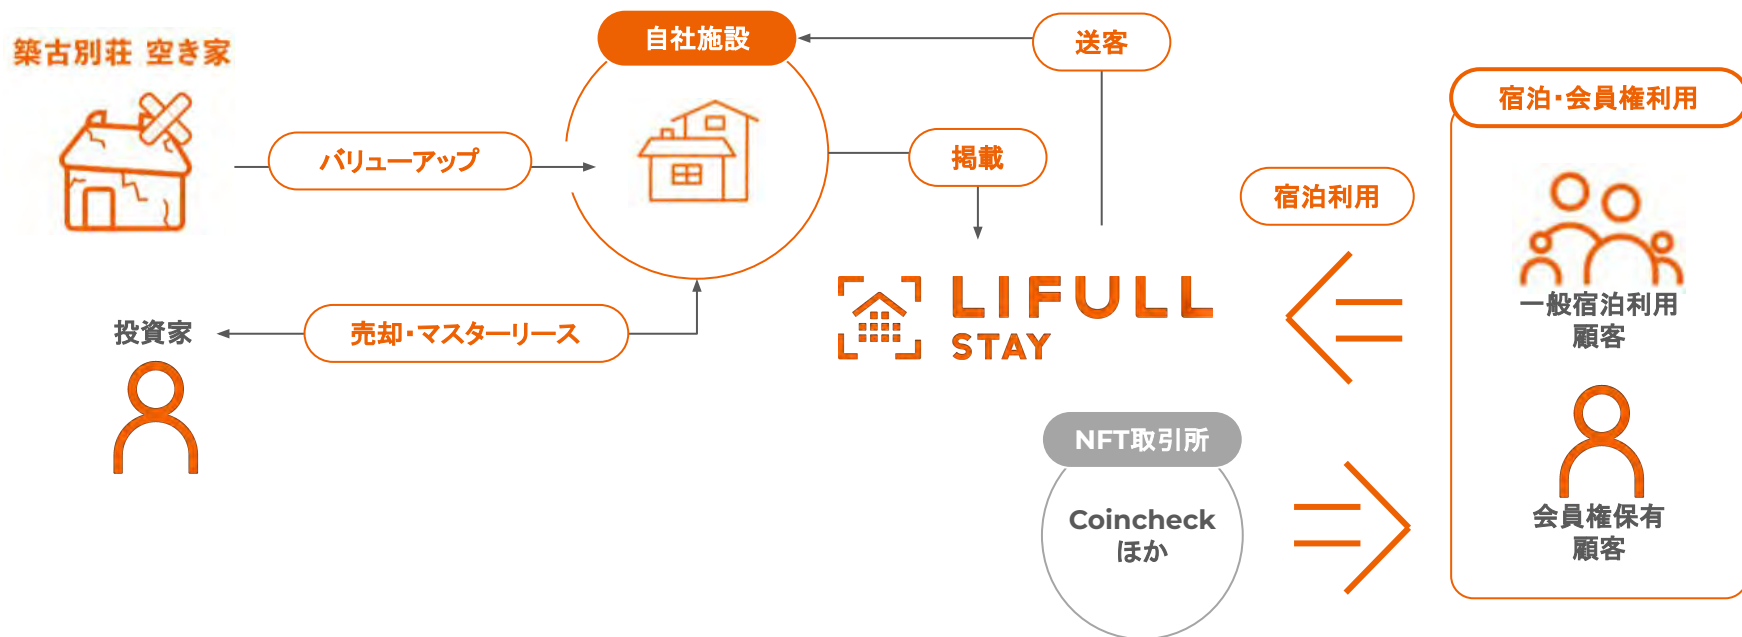 築古別荘 空き家
バリューアップ
自社施設
送客
掲載
投資家
売却・マスターリース
LIFULL
STAY
宿泊利用
宿泊・会員権利用
一般宿泊利用
顧客
会員権保有
顧客
NFT取引所
Coincheck
ほか